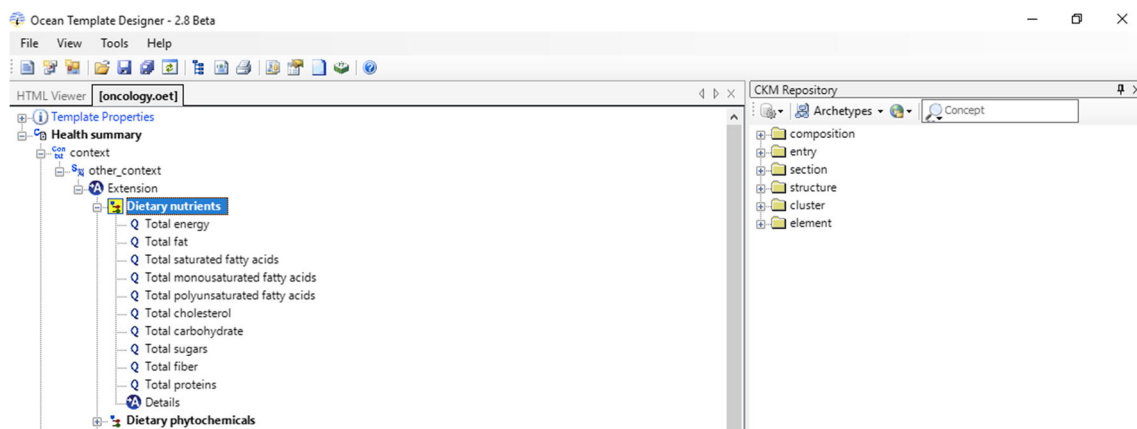 Ocean Template Designer - 2.8 Beta
File View Tools Help
HTML Viewer [oncology.oet]
CKM Repository
Template Properties
Archetypes
Concept
Health summary
composition
context
entry
other_context
section
Extension
structure
Dietary nutrients
cluster
Q Total energy
element
Q Total fat
Q Total saturated fatty acids
Q Total monousaturated fatty acids
Q Total polyunsaturated fatty acids
Q Total cholesterol
Q Total carbohydrate
Q Total sugars
Q Total fiber
Q Total proteins
Details
Dietary phytochemicals